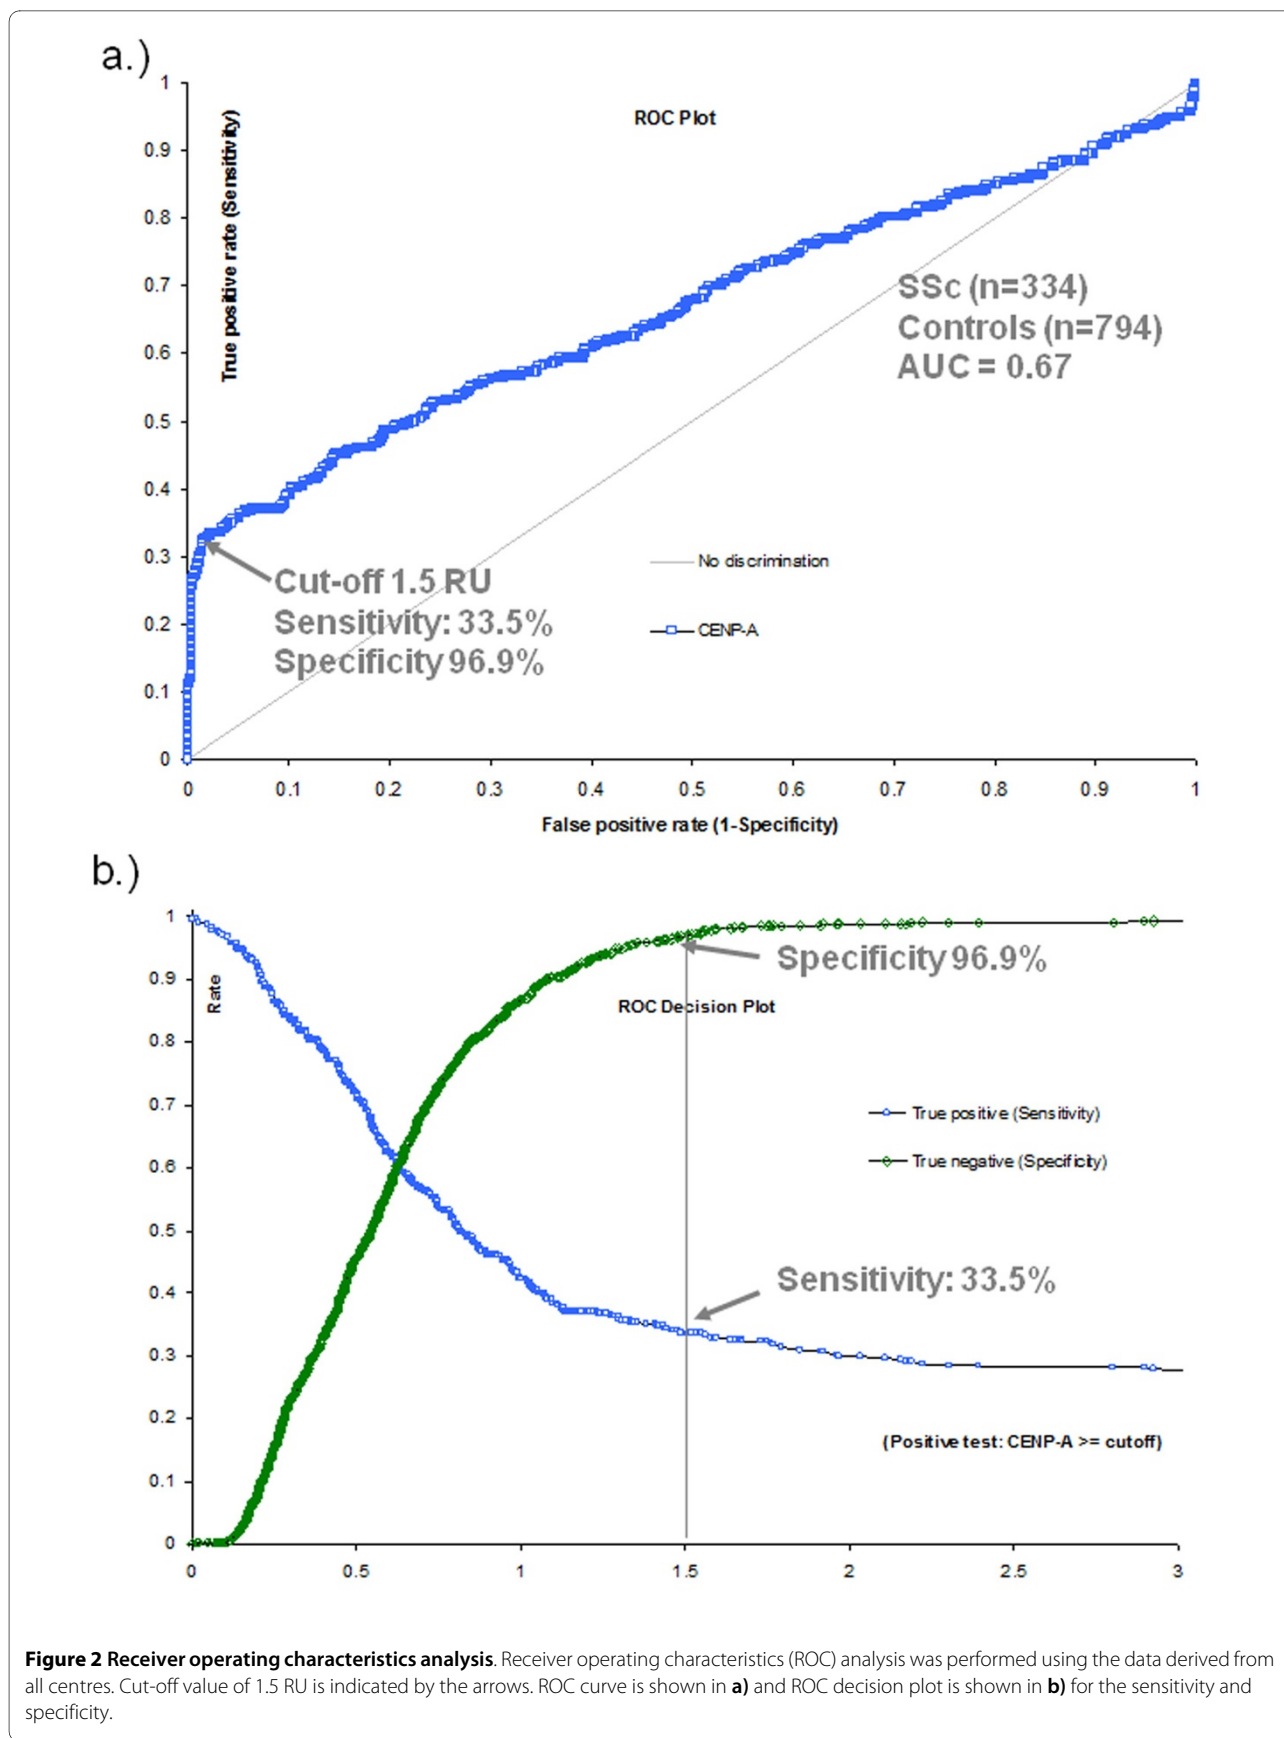 a.)
ROC Plot
True positive rate (Sensitivity)
1
0.9
0.8
0.7
0.6
0.5
0.4
0.3
0.2
0.1
0
SSc (n=334)
Controls (n=794)
AUC = 0.67
No discrimination
CENP-A
Cut-off 1.5 RU
Sensitivity: 33.5%
Specificity 96.9%
0 0.1 0.2 0.3 0.4 0.5 0.6 0.7 0.8 0.9 1
False positive rate (1-Specificity)
b.)
Rate
1
0.9
0.8
0.7
0.6
0.5
0.4
0.3
0.2
0.1
0
Specificity 96.9%
ROC Decision Plot
True positive (Sensitivity)
True negative (Specificity)
Sensitivity: 33.5%
(Positive test: CENP-A >= cutoff)
0 0.5 1 1.5 2 2.5 3
Figure 2 Receiver operating characteristics analysis. Receiver operating characteristics (ROC) analysis was performed using the data derived from
all centres. Cut-off value of 1.5 RU is indicated by the arrows. ROC curve is shown in a) and ROC decision plot is shown in b) for the sensitivity and
specificity.